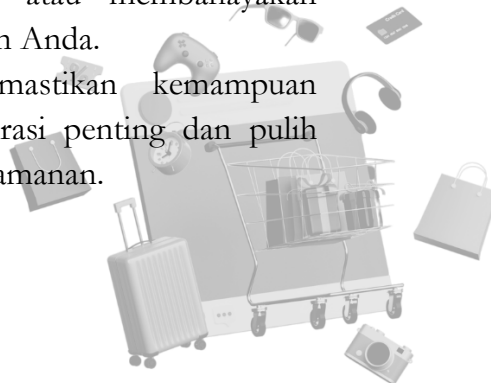 atau membahayakan
n Anda.
mastikan kemampuan
rasi penting dan pulih
amanan.